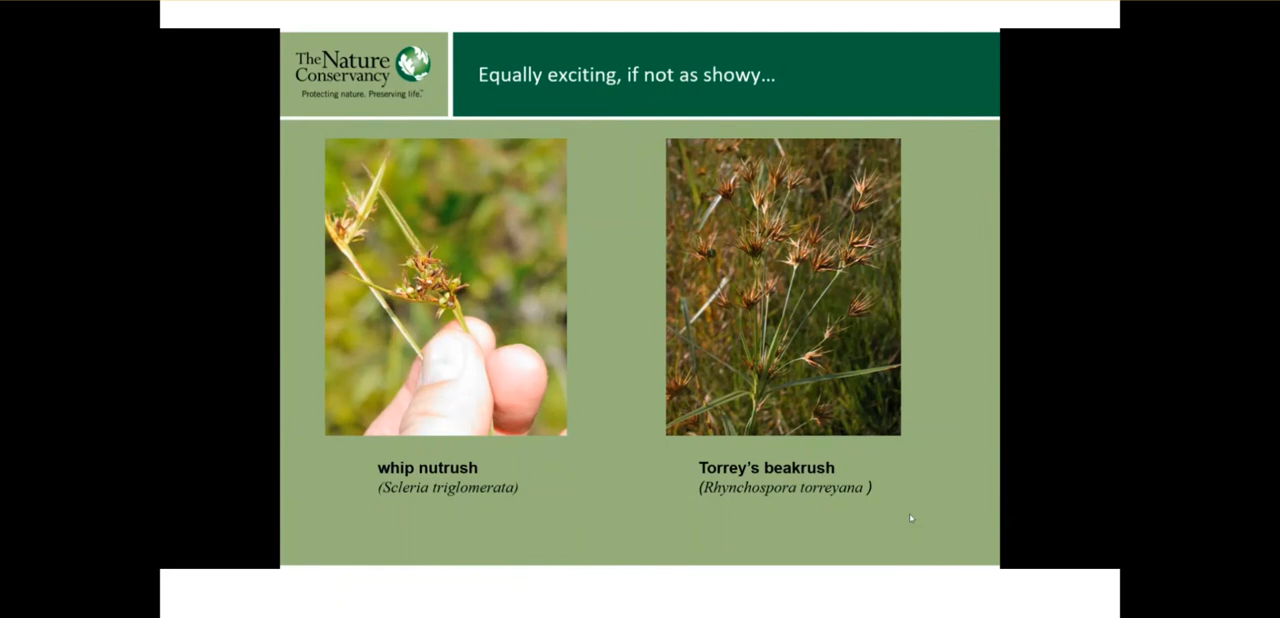 The Nature
Conservancy
Protecting nature. Preserving life.™
Equally exciting, if not as showy...
whip nutrush
(Scleria triglomerata)
Torrey's beakrush
(Rhynchospora torreyana )